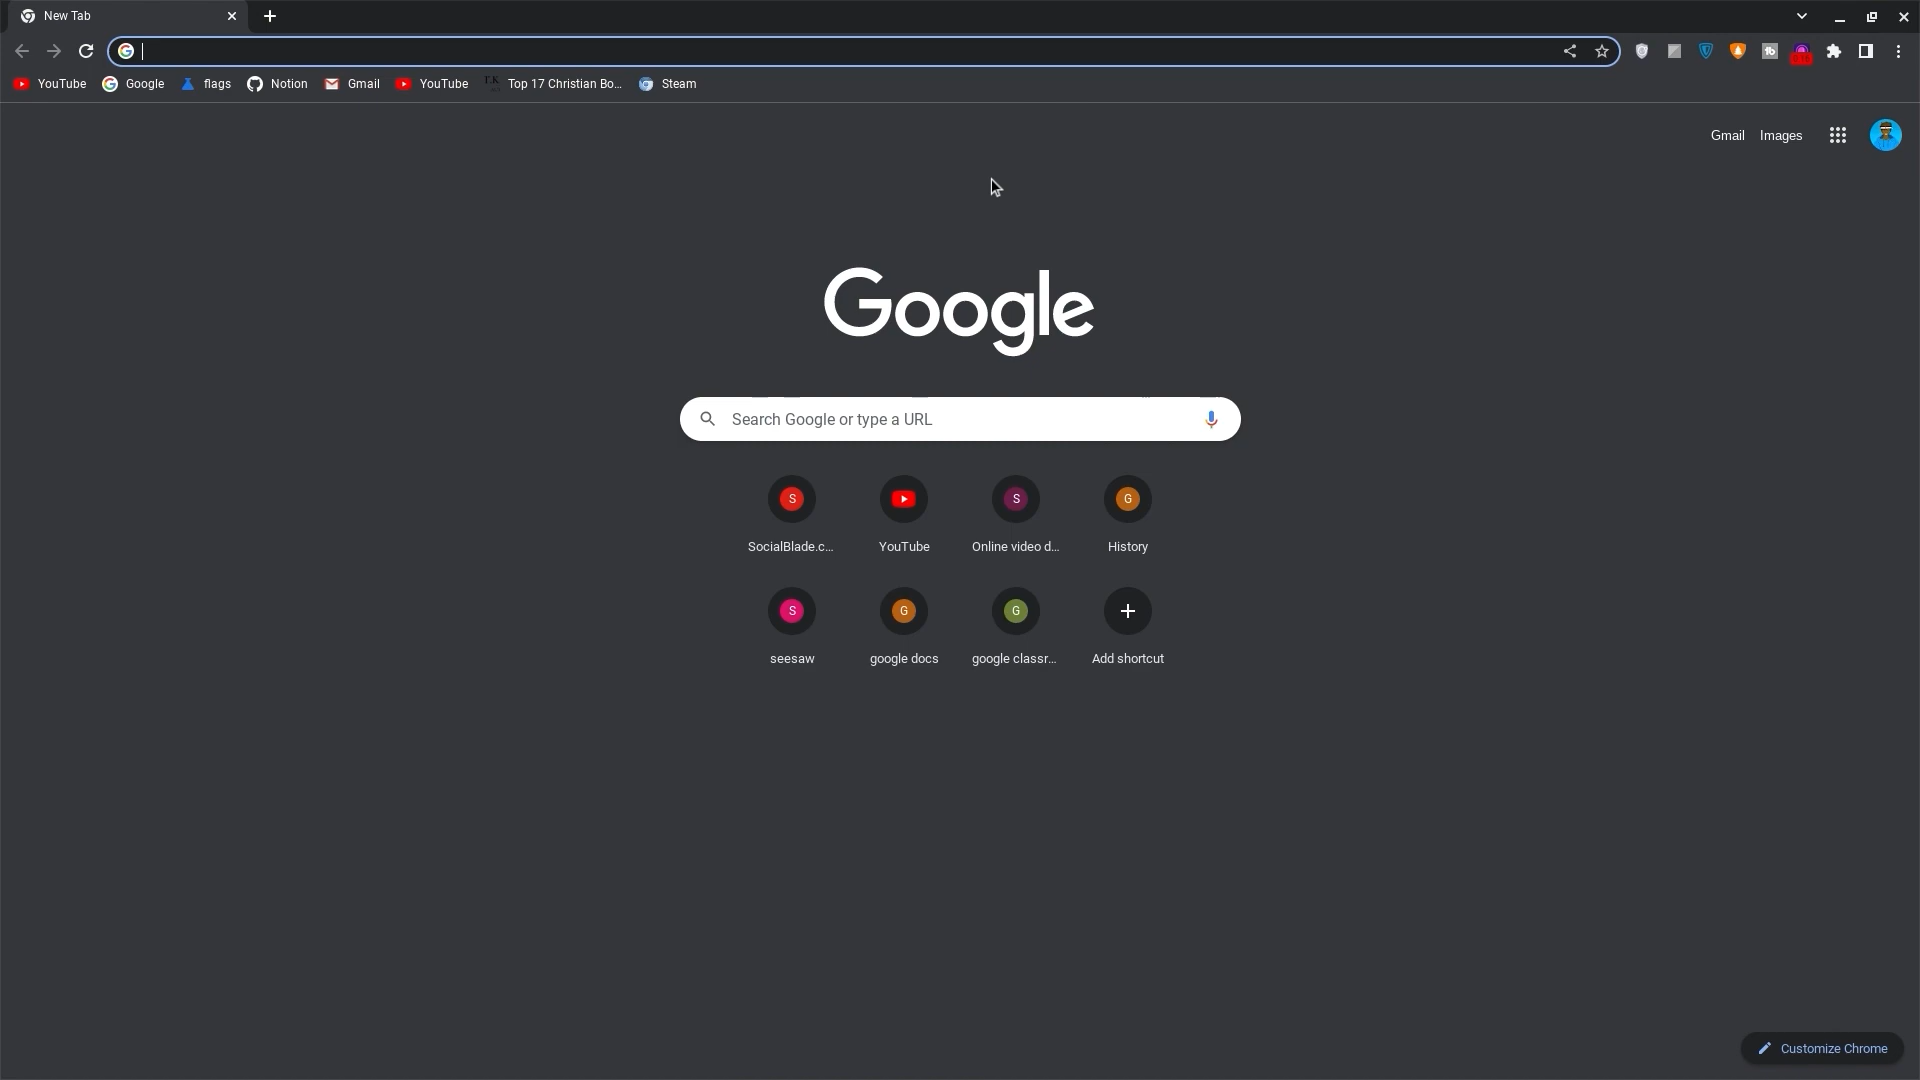 New Tab
YouTube Google flags Notion Gmail YouTube Top 17 Christian Bo... Steam
Gmail Images
Google
Search Google or type a URL
S S G
SocialBlade.c... YouTube Online video d... History
S G G
seesaw google docs google classr... Add shortcut
Customize Chrome